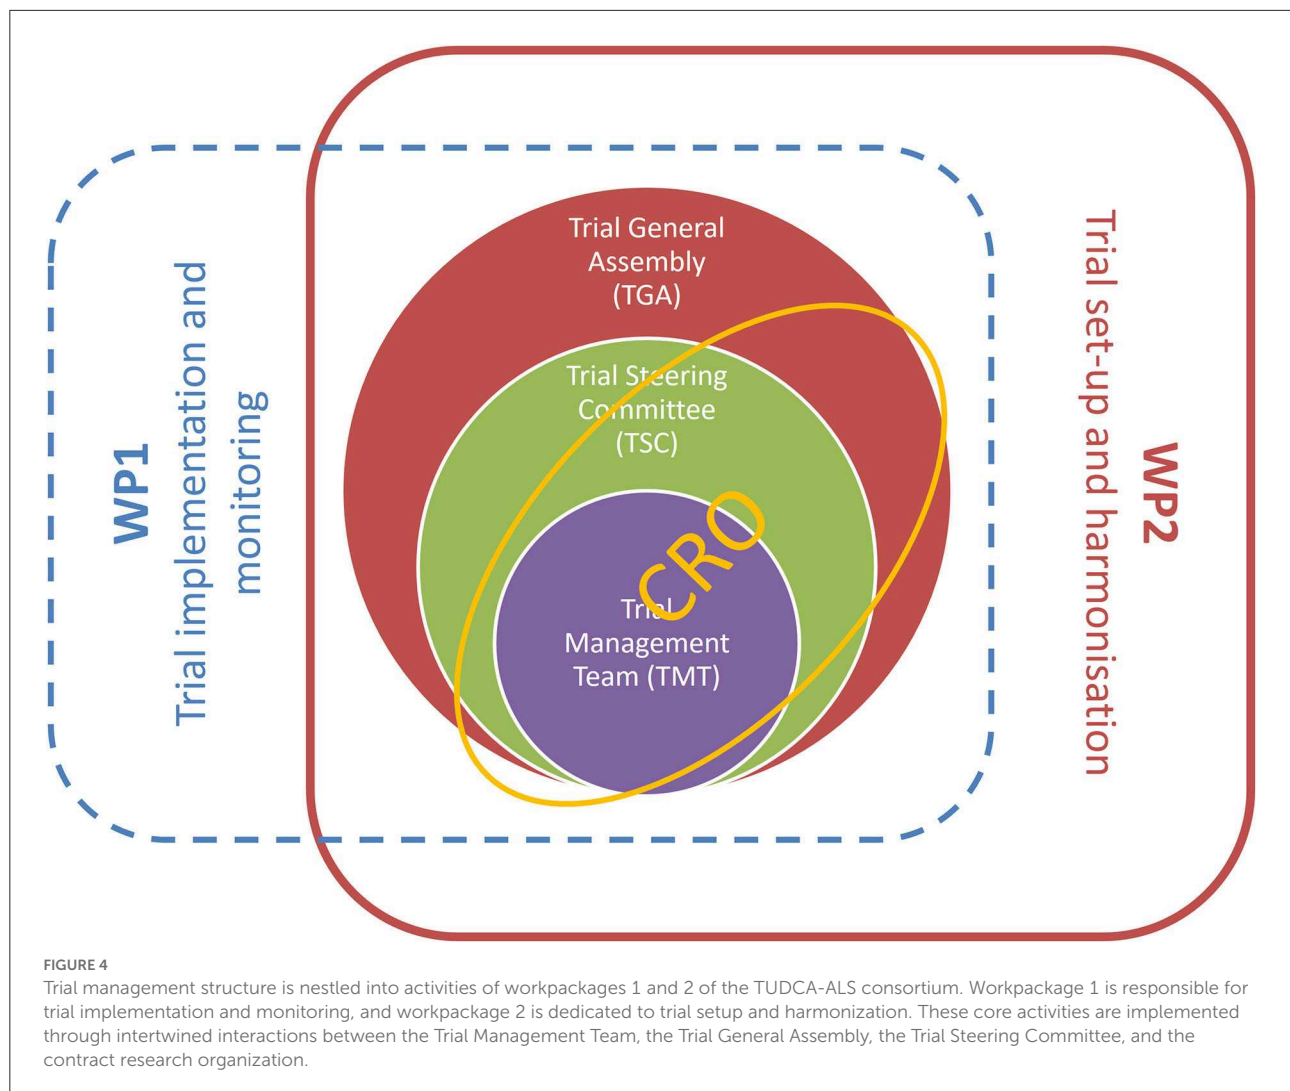 WP1
Trial implementation and
monitoring
Trial General
Assembly
(TGA)
Trial Steering
Committee
(TSC)
CRO
Trial
Management
Team (TMT)
WP2
Trial set-up and harmonisation
FIGURE 4
Trial management structure is nestled into activities of workpackages 1 and 2 of the TUDCA-ALS consortium. Workpackage 1 is responsible for
trial implementation and monitoring, and workpackage 2 is dedicated to trial setup and harmonization. These core activities are implemented
through intertwined interactions between the Trial Management Team, the Trial General Assembly, the Trial Steering Committee, and the
contract research organization.